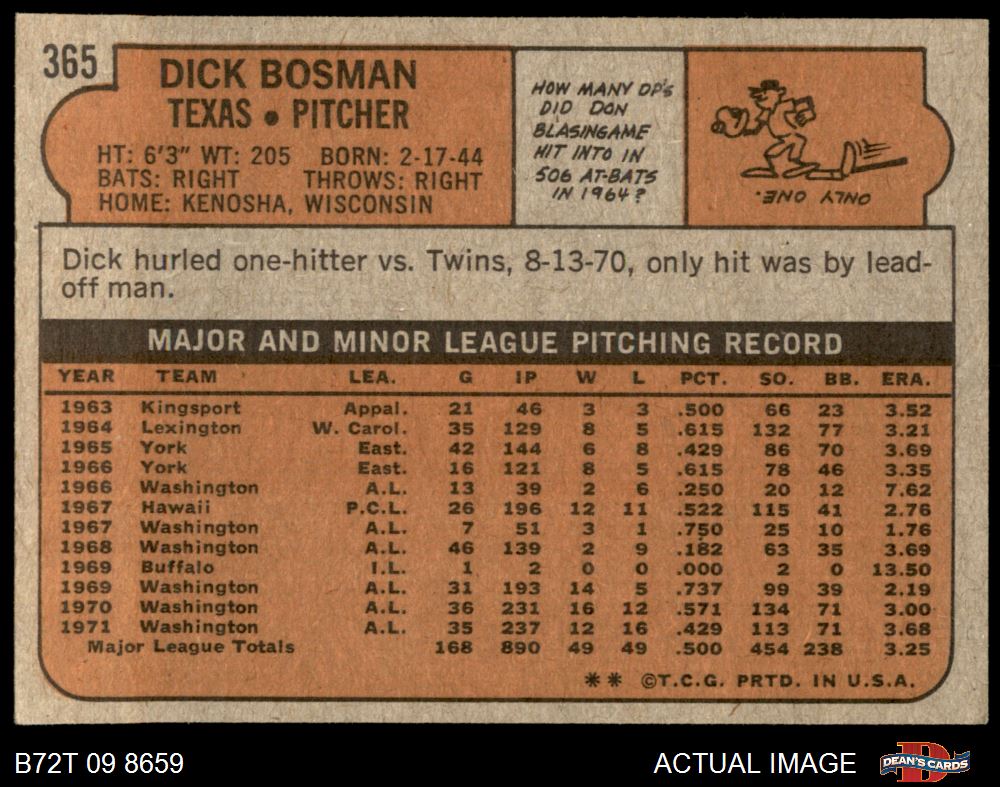 365
DICK BOSMAN
TEXAS • PITCHER
HT: 6'3" WT: 205 BORN: 2-17-44
BATS: RIGHT THROWS: RIGHT
HOME: KENOSHA, WISCONSIN
HOW MANY DP's
DID DON
BLASINGAME
HIT INTO IN
506 AT-BATS
IN 1964?
ONLY ONE.
Dick hurled one-hitter vs. Twins, 8-13-70, only hit was by lead-
off man.
MAJOR AND MINOR LEAGUE PITCHING RECORD
YEAR TEAM LEA. G IP W L PCT. SO. BB. ERA.
1963 Kingsport Appal. 21 46 3 3 .500 66 23 3.52
1964 Lexington W. Carol. 35 129 8 5 .615 132 77 3.21
1965 York East. 42 144 6 8 .429 86 70 3.69
1966 York East. 16 121 8 5 .615 78 46 3.35
1966 Washington A.L. 13 39 2 6 .250 20 12 7.62
1967 Hawaii P.C.L. 26 196 12 11 .522 115 41 2.76
1967 Washington A.L. 7 51 3 1 .750 25 10 1.76
1968 Washington A.L. 46 139 2 9 .182 63 35 3.69
1969 Buffalo I.L. 1 2 0 0 .000 2 0 13.50
1969 Washington A.L. 31 193 14 5 .737 99 39 2.19
1970 Washington A.L. 36 231 16 12 .571 134 71 3.00
1971 Washington A.L. 35 237 12 16 .429 113 71 3.68
Major League Totals 168 890 49 49 .500 454 238 3.25
** ©T.C.G. PRTD. IN U.S.A.
B72T 09 8659
ACTUAL IMAGE
D
DEAN'S CARDS